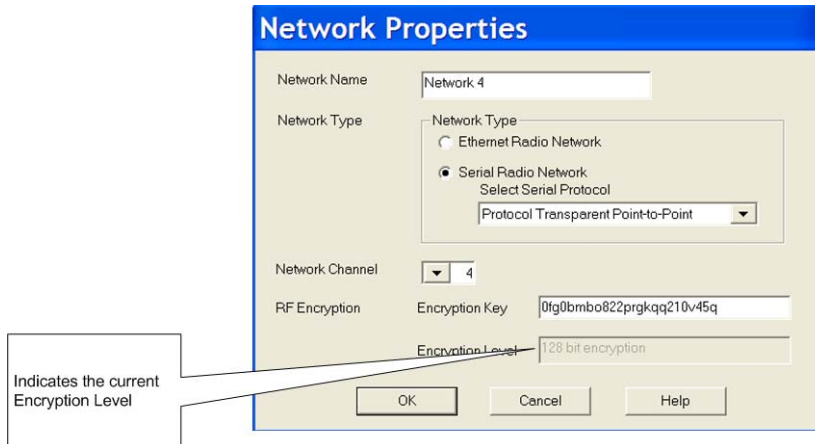 Network Properties
Network Name
Network 4
Network Type
Network Type
Ethernet Radio Network
Serial Radio Network
Select Serial Protocol
Protocol Transparent Point-to-Point
Network Channel
4
RF Encryption
Encryption Key
0fg0bmbo822prgkqq210v45q
Encryption Level
128 bit encryption
Indicates the current
Encryption Level
OK
Cancel
Help